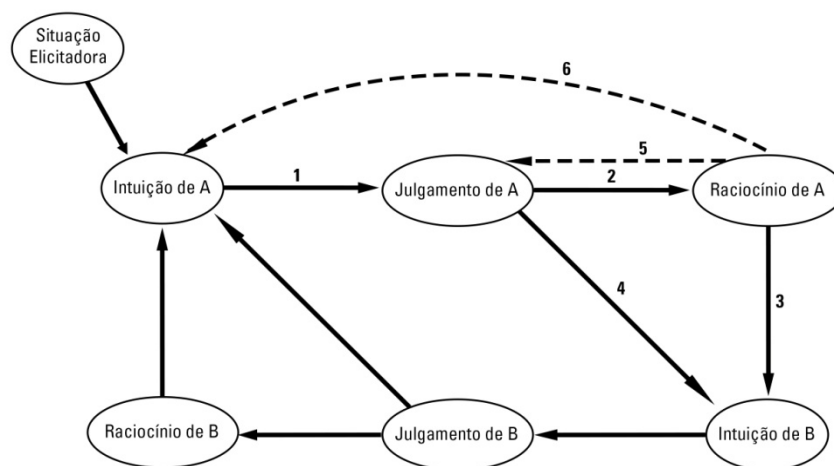 Situação
Elicitadora
6
5
Intuição de A
1
Julgamento de A
2
Raciocínio de A
4
3
Raciocínio de B
Julgamento de B
Intuição de B